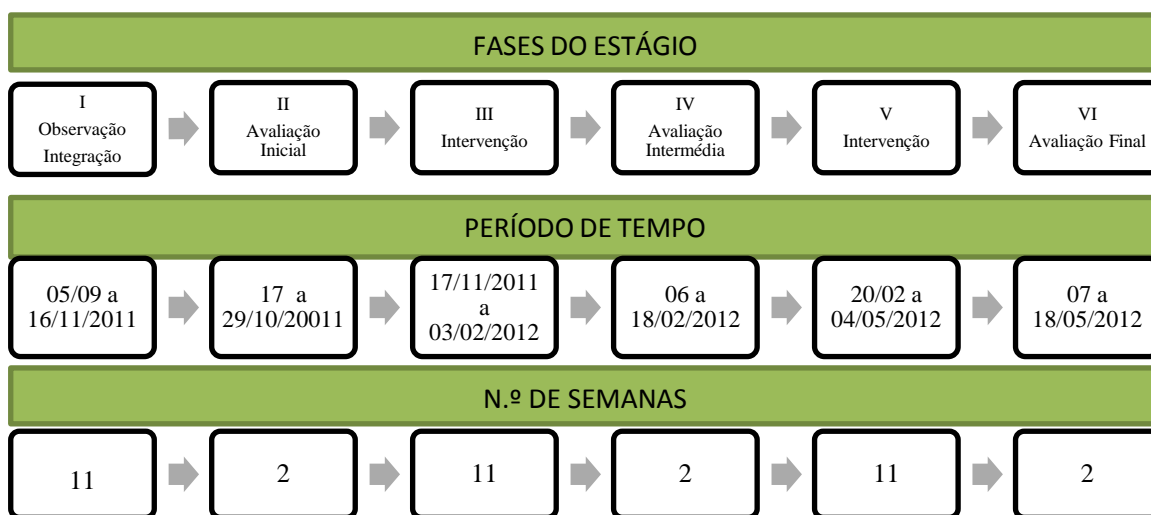 FASES DO ESTÁGIO
I
Observação
Integração
II
Avaliação
Inicial
III
Intervenção
IV
Avaliação
Intermédia
V
Intervenção
VI
Avaliação Final
PERÍODO DE TEMPO
05/09 a
16/11/2011
17 a
29/10/20011
17/11/2011
a
03/02/2012
06 a
18/02/2012
20/02 a
04/05/2012
07 a
18/05/2012
N.º DE SEMANAS
11
2
11
2
11
2